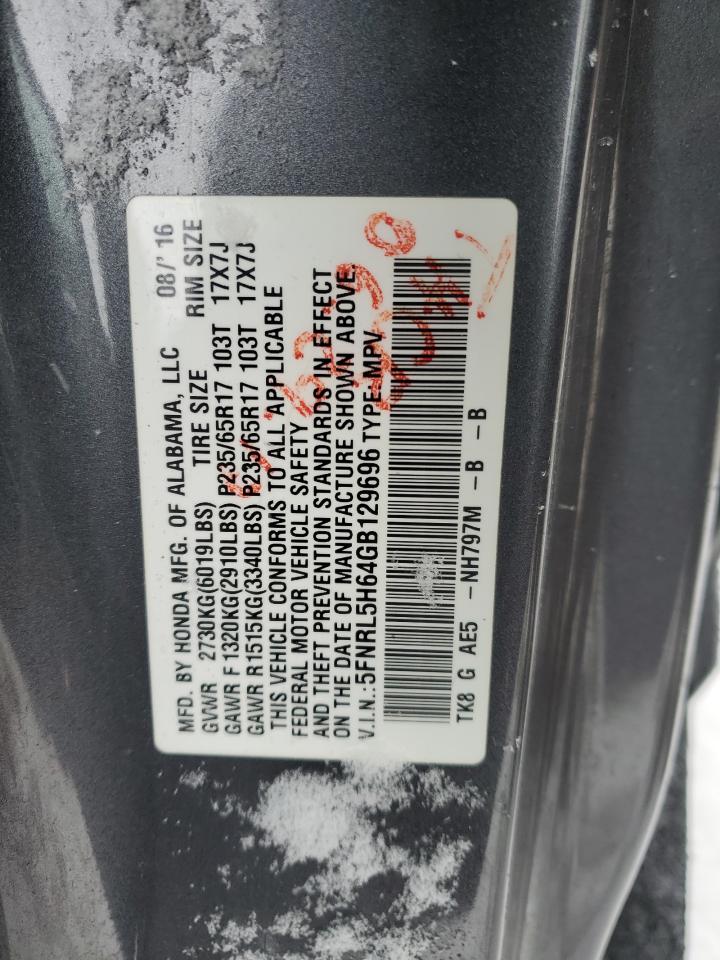 MFD. BY HONDA MFG. OF ALABAMA, LLC 08/'16
GVWR 2730KG(6019LBS) TIRE SIZE RIM SIZE
GAWR F 1320KG(2910LBS) P235/65R17 103T 17X7J
GAWR R1515KG(3340LBS) P235/65R17 103T 17X7J
THIS VEHICLE CONFORMS TO ALL APPLICABLE
FEDERAL MOTOR VEHICLE SAFETY
AND THEFT PREVENTION STANDARDS IN EFFECT
ON THE DATE OF MANUFACTURE SHOWN ABOVE.
V.I.N.:5FNRL5H64GB129696 TYPE: MPV
TK8 G AE5 -NH797M -B -B